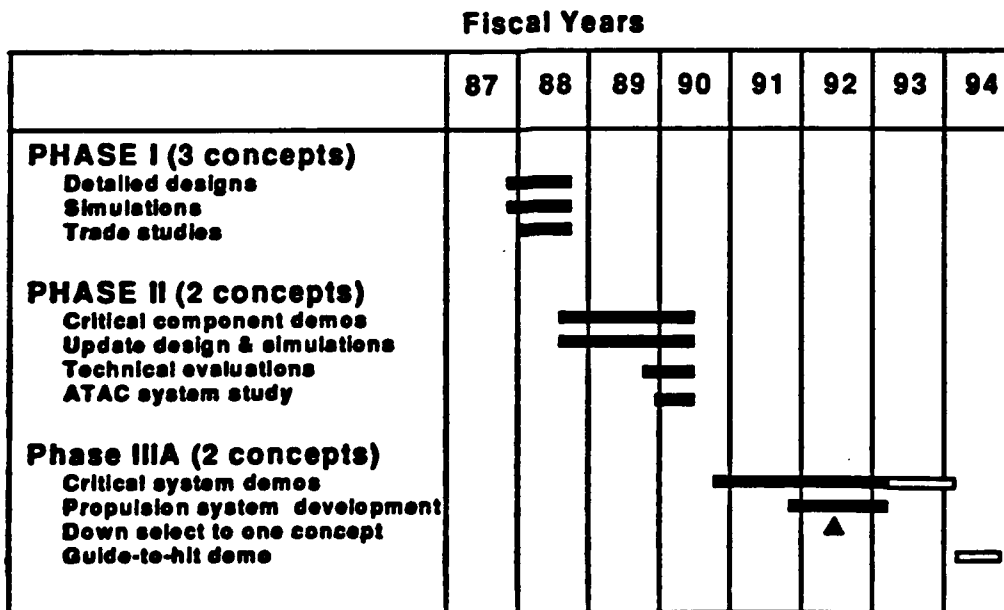 Fiscal Years
87 88 89 90 91 92 93 94
PHASE I (3 concepts)
Detailed designs
Simulations
Trade studies
PHASE II (2 concepts)
Critical component demos
Update design & simulations
Technical evaluations
ATAC system study
Phase IIIA (2 concepts)
Critical system demos
Propulsion system development
Down select to one concept
Guide-to-hit demo